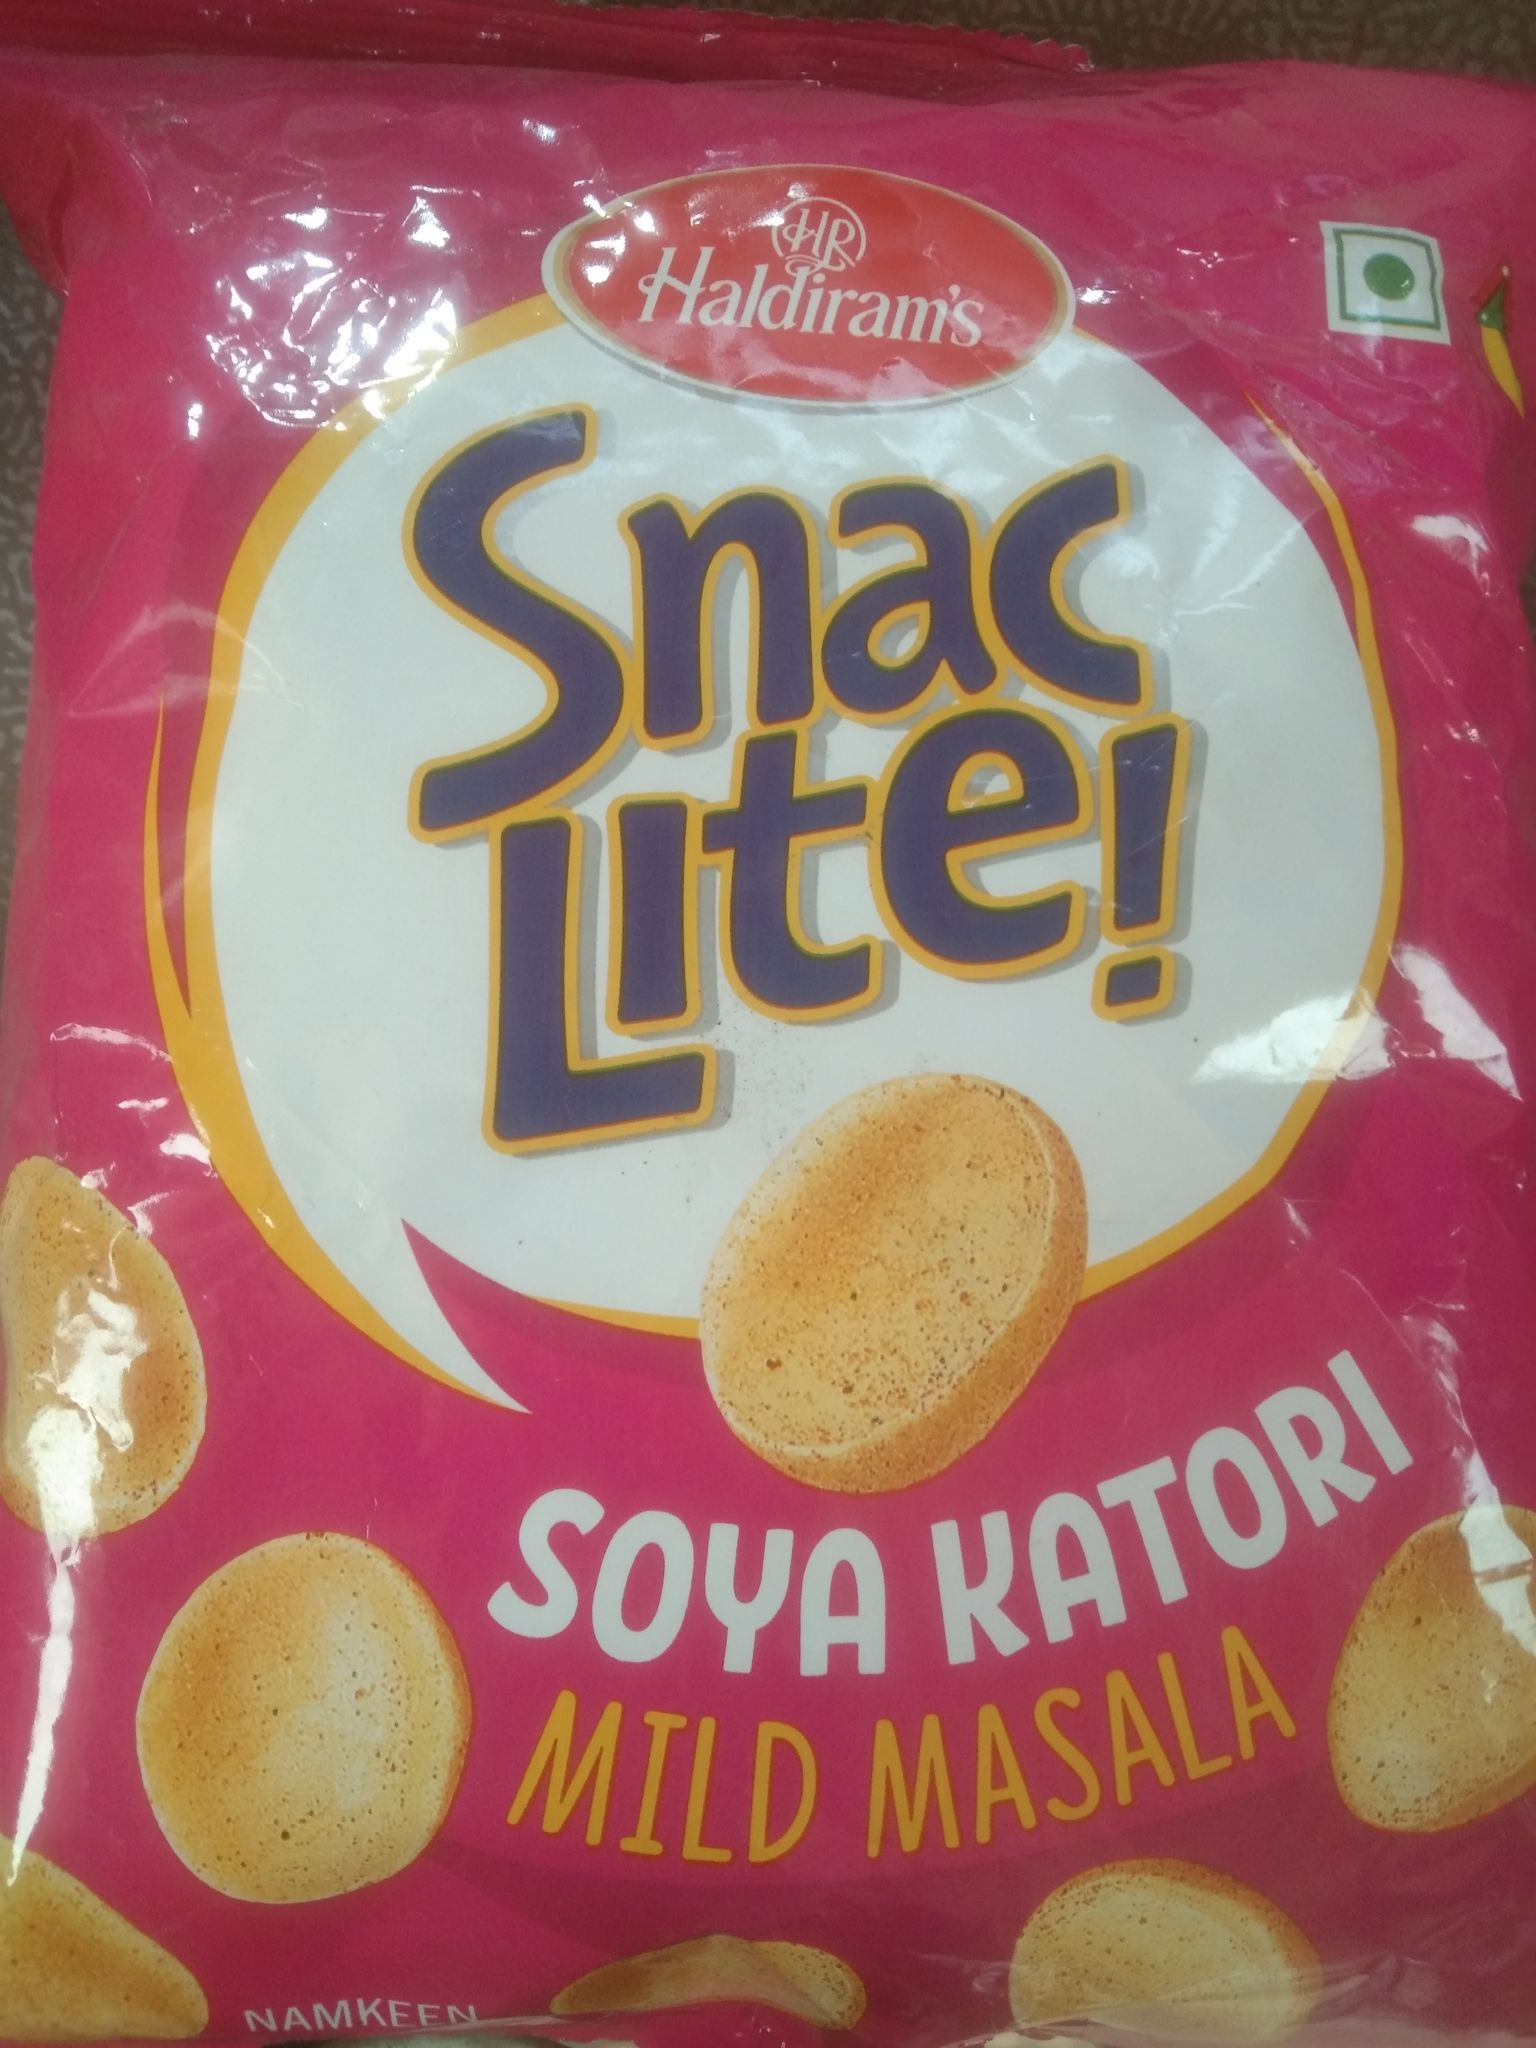 HR
Haldiram's
Snac
Lite!
SOYA KATORI
MILD MASALA
NAMKEEN